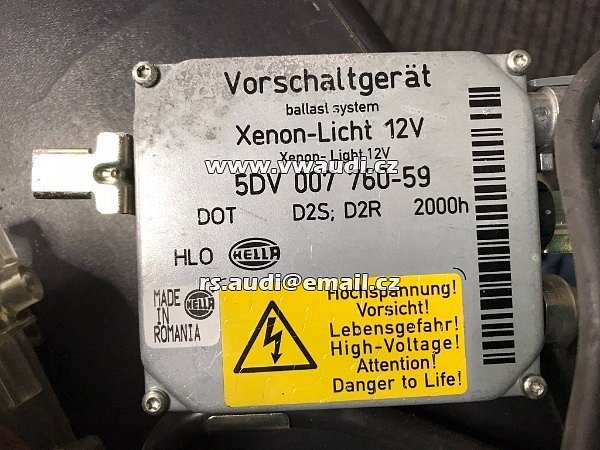 Vorschaltgerät
ballast system
Xenon-Licht 12V
Xenon- Light 12V
www.vwaudi.cz
5DV 007 760-59
DOT D2S; D2R 2000h
HLO HELLA
rs.audi@email.cz
MADE
IN
ROMANIA
HELLA
Hochspannung!
Vorsicht!
Lebensgefahr!
High-Voltage!
Attention!
Danger to Life!